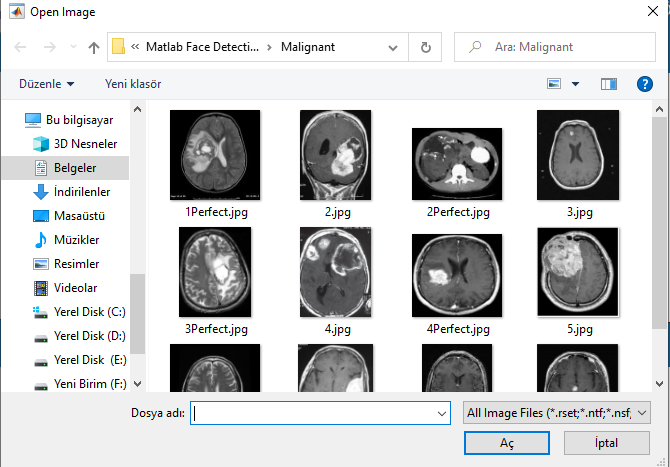 Open Image
« Matlab Face Detecti... > Malignant
Ara: Malignant
Düzenle
Yeni klasör
Bu bilgisayar
3D Nesneler
Belgeler
İndirilenler
Masaüstü
Müzikler
Resimler
Videolar
Yerel Disk (C:)
Yerel Disk (D:)
Yerel Disk (E:)
Yeni Birim (F:)
1Perfect.jpg
2.jpg
2Perfect.jpg
3.jpg
3Perfect.jpg
4.jpg
4Perfect.jpg
5.jpg
Dosya adı:
All Image Files (*.rset;*.ntf;*.nsf;
Aç
İptal